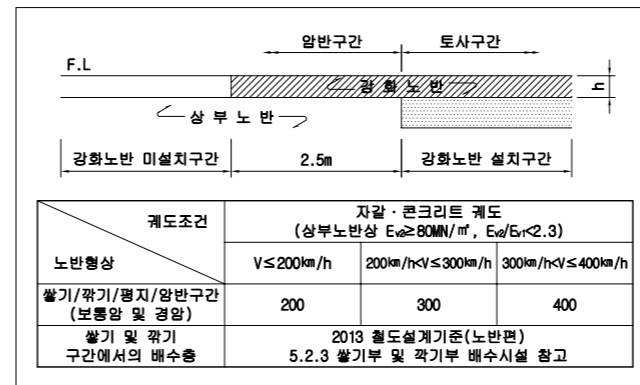 암반구간 토사구간
F.L
강 화 노 반 h
상 부 노 반
강화노반 미설치구간 2.5m 강화노반 설치구간
궤도조건
노반형상
자갈·콘크리트 궤도
(상부노반상 Ev2≥80MN/㎡, Ev2/Ev1<2.3)
V≤200km/h 200km/h<V≤300km/h 300km/h<V≤400km/h
쌓기/깎기/평지/암반구간
(보통암 및 경암)
200 300 400
쌓기 및 깎기
구간에서의 배수층
2013 철도설계기준(노반편)
5.2.3 쌓기부 및 깍기부 배수시설 참고